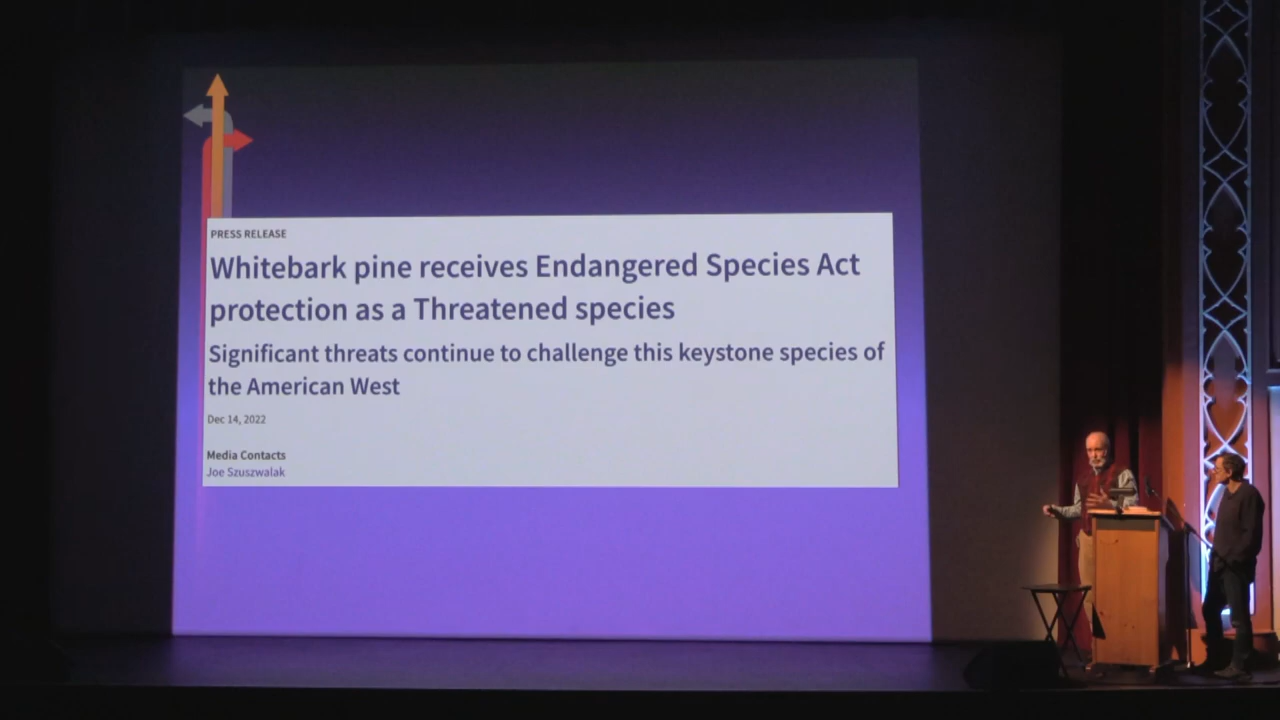 PRESS RELEASE
Whitebark pine receives Endangered Species Act
protection as a Threatened species
Significant threats continue to challenge this keystone species of
the American West
Dec 14, 2022
Media Contacts
Joe Szuszwalak